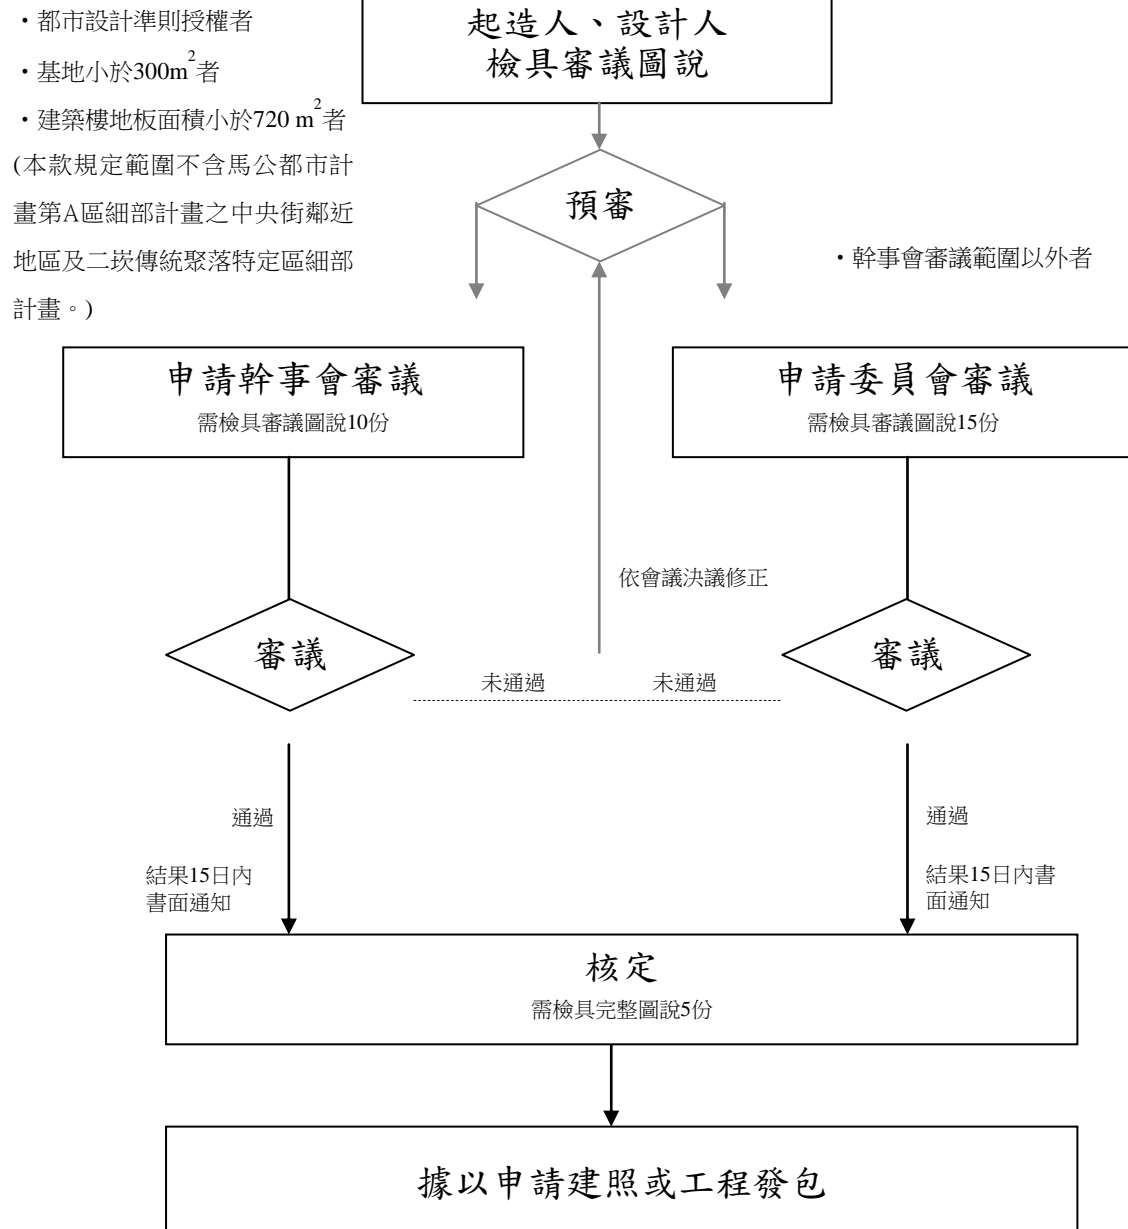 ・都市設計準則授權者
・基地小於300m²者
・建築樓地板面積小於720 m²者
(本款規定範圍不含馬公都市計
畫第A區細部計畫之中央街鄰近
地區及二崁傳統聚落特定區細部
計畫。)
起造人、設計人
檢具審議圖說
預審
・幹事會審議範圍以外者
申請幹事會審議
需檢具審議圖說10份
申請委員會審議
需檢具審議圖說15份
依會議決議修正
審議
未通過
未通過
審議
通過
結果15日內
書面通知
通過
結果15日內書
面通知
核定
需檢具完整圖說5份
據以申請建照或工程發包